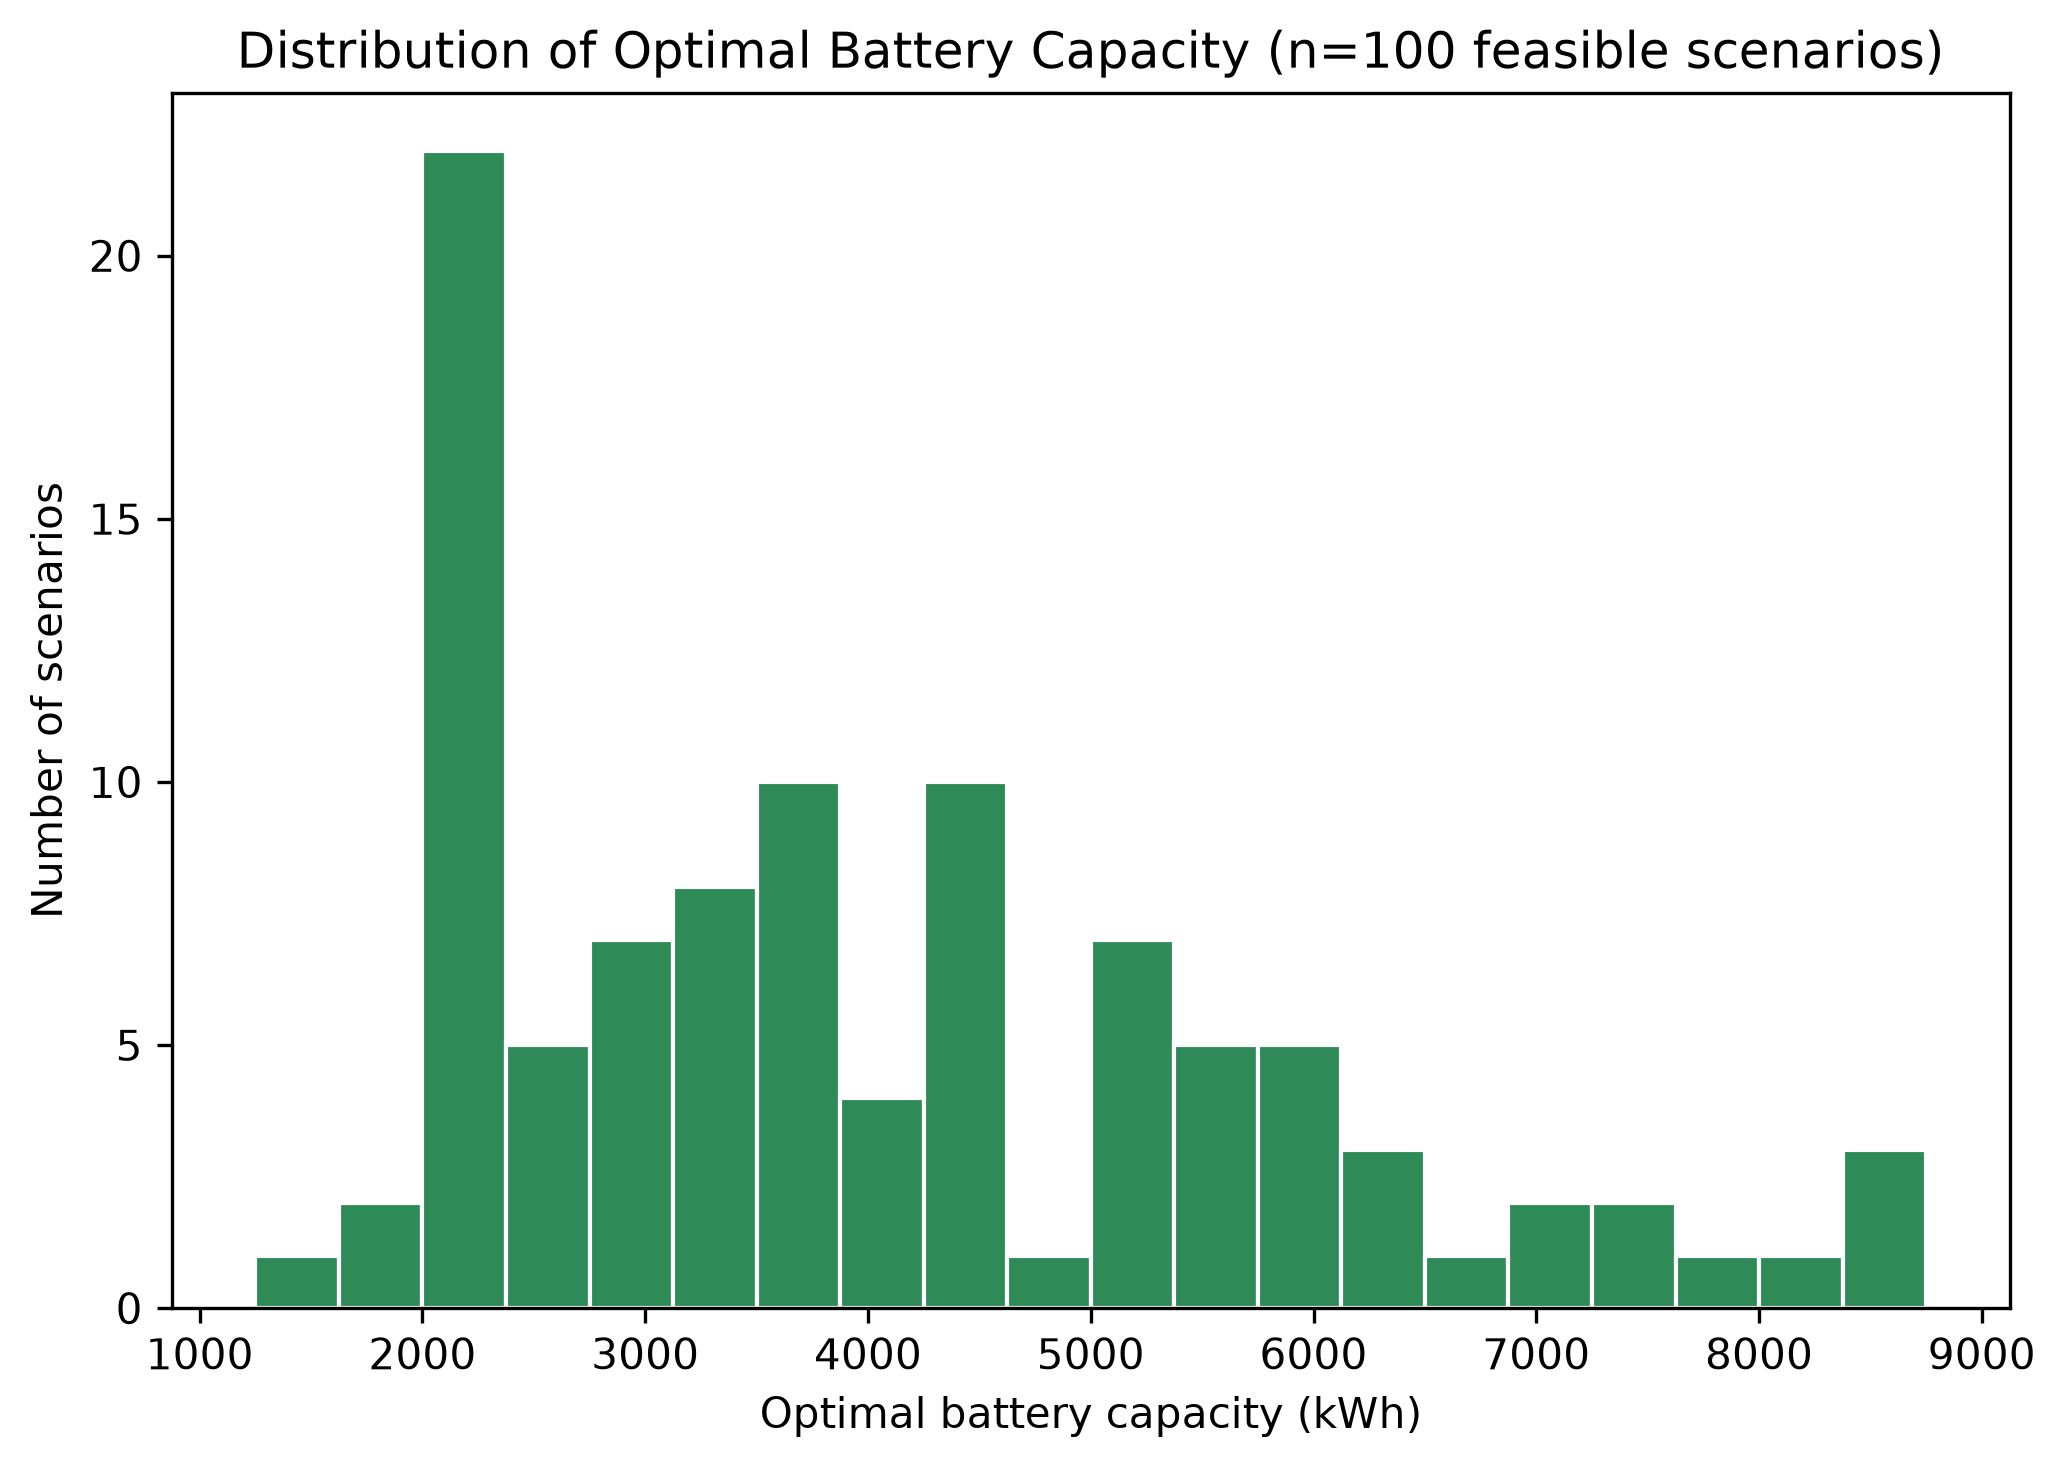 Distribution of Optimal Battery Capacity (n=100 feasible scenarios)
Number of scenarios
20
15
10
5
0
1000 2000 3000 4000 5000 6000 7000 8000 9000
Optimal battery capacity (kWh)